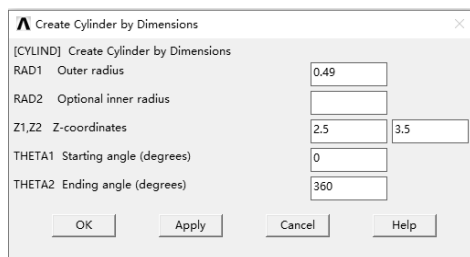 Create Cylinder by Dimensions
[CYLIND] Create Cylinder by Dimensions
RAD1 Outer radius 0.49
RAD2 Optional inner radius
Z1,Z2 Z-coordinates 2.5 3.5
THETA1 Starting angle (degrees) 0
THETA2 Ending angle (degrees) 360
OK Apply Cancel Help